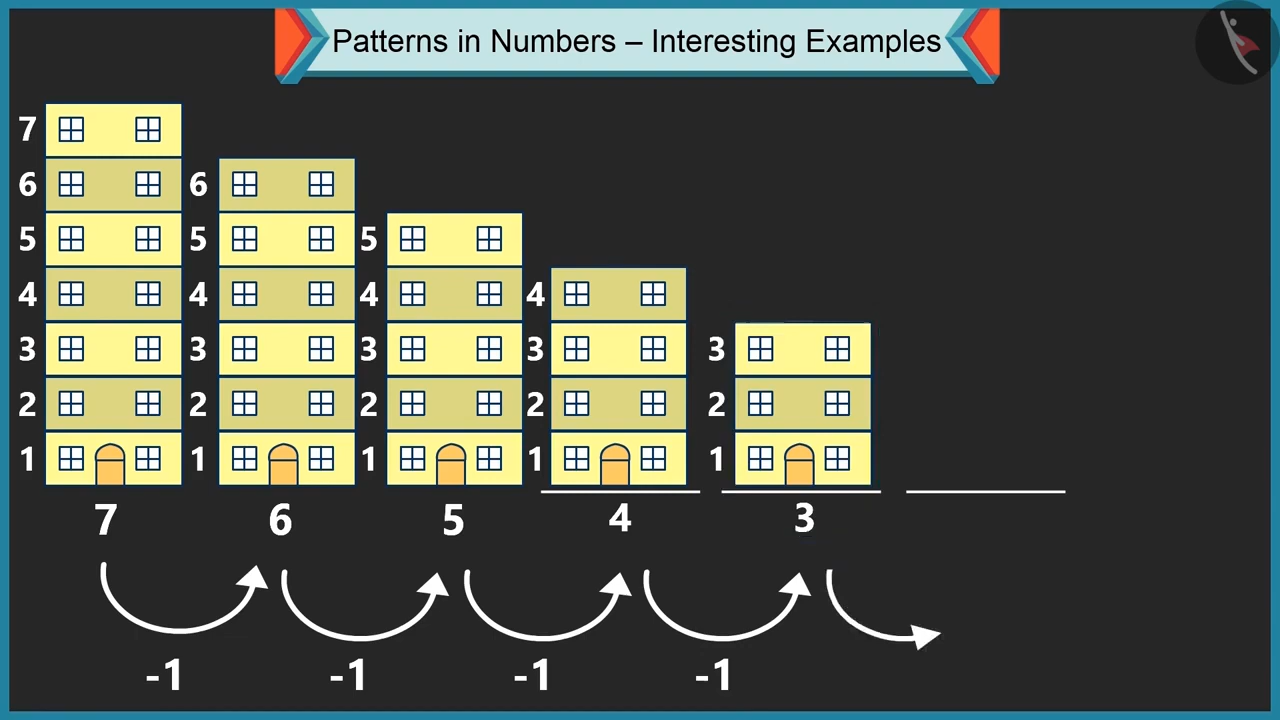 Patterns in Numbers – Interesting Examples
7
6 6
5 5 5
4 4 4 4
3 3 3 3 3
2 2 2 2 2
1 1 1 1 1
7 6 5 4 3
-1 -1 -1 -1